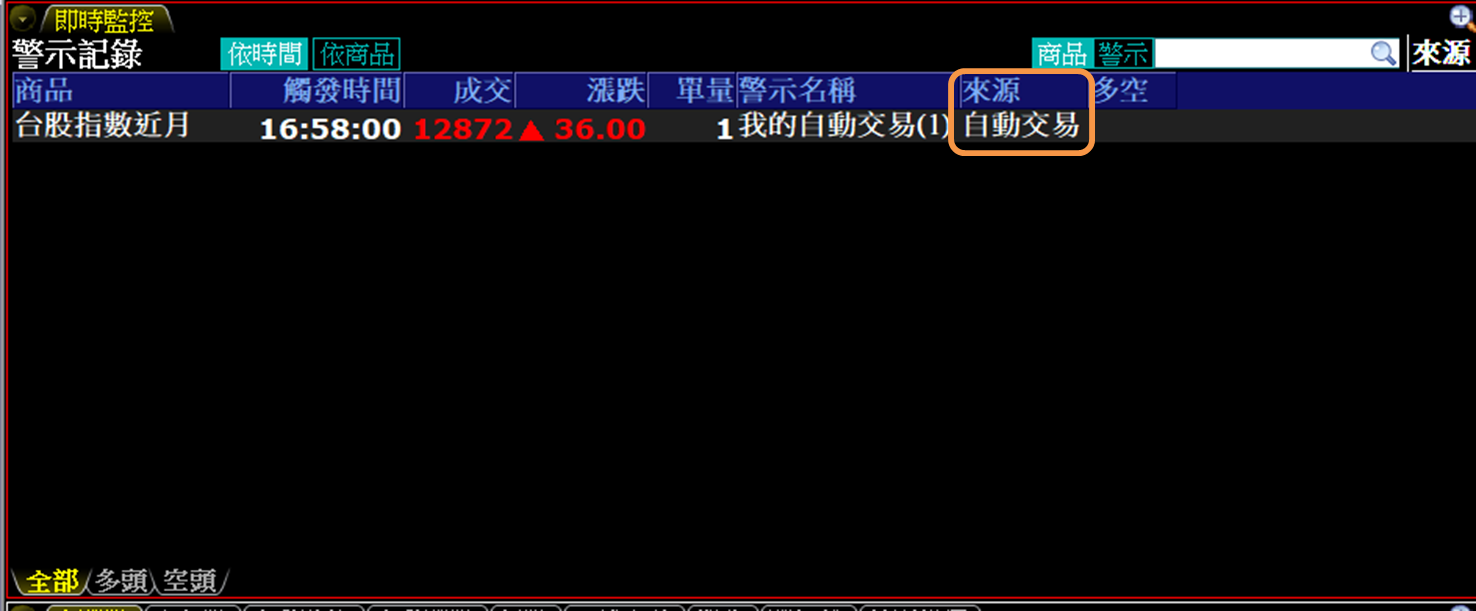 即時監控
警示記錄 依時間 依商品 商品 警示 來源
商品 觸發時間 成交 漲跌 單量 警示名稱 來源 多空
台股指數近月 16:58:00 12872 ▲ 36.00 1 我的自動交易(1) 自動交易
全部 多頭 空頭